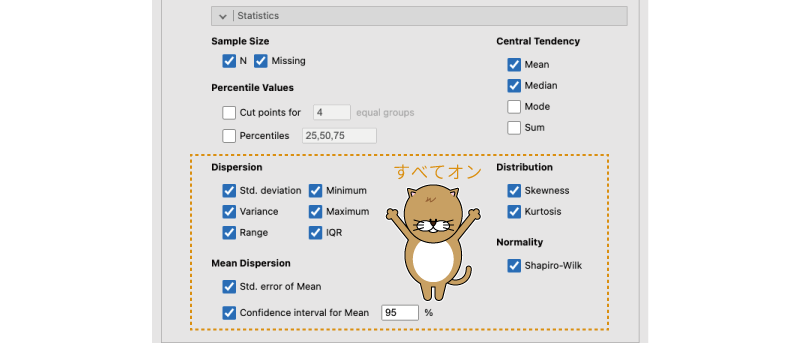 Statistics
Sample Size
N Missing
Percentile Values
Cut points for 4 equal groups
Percentiles 25,50,75
Central Tendency
Mean
Median
Mode
Sum
すべてオン
Dispersion
Std. deviation Minimum
Variance Maximum
Range IQR
Mean Dispersion
Std. error of Mean
Confidence interval for Mean 95 %
Distribution
Skewness
Kurtosis
Normality
Shapiro-Wilk